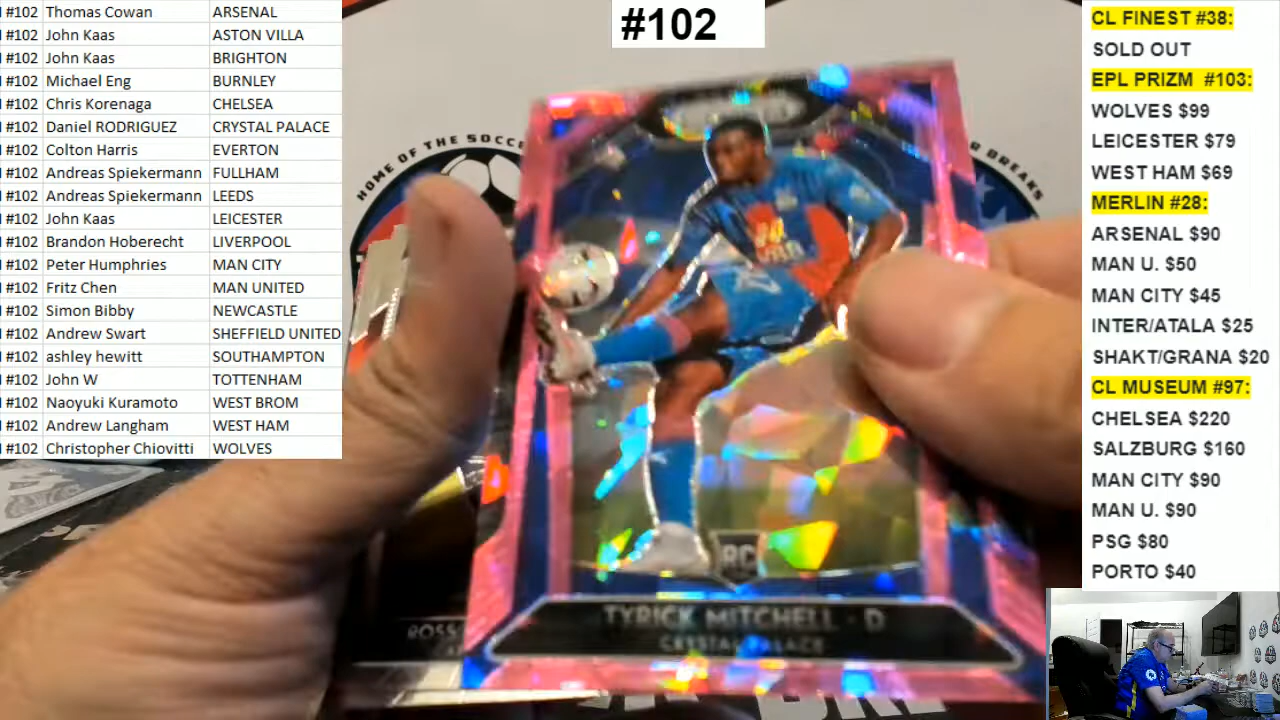 #102 Thomas Cowan ARSENAL
#102 John Kaas ASTON VILLA
#102 John Kaas BRIGHTON
#102 Michael Eng BURNLEY
#102 Chris Korenaga CHELSEA
#102 Daniel RODRIGUEZ CRYSTAL PALACE
#102 Colton Harris EVERTON
#102 Andreas Spiekermann FULLHAM
#102 Andreas Spiekermann LEEDS
#102 John Kaas LEICESTER
#102 Brandon Hoberecht LIVERPOOL
#102 Peter Humphries MAN CITY
#102 Fritz Chen MAN UNITED
#102 Simon Bibby NEWCASTLE
#102 Andrew Swart SHEFFIELD UNITED
#102 ashley hewitt SOUTHAMPTON
#102 John W TOTTENHAM
#102 Naoyuki Kuramoto WEST BROM
#102 Andrew Langham WEST HAM
#102 Christopher Chiovitti WOLVES
#102
HOME OF THE SOCCE
BREAKS
RC
TYRICK MITCHELL - D
CRYSTAL PALACE
ROSS
CL FINEST #38:
SOLD OUT
EPL PRIZM #103:
WOLVES $99
LEICESTER $79
WEST HAM $69
MERLIN #28:
ARSENAL $90
MAN U. $50
MAN CITY $45
INTER/ATALA $25
SHAKT/GRANA $20
CL MUSEUM #97:
CHELSEA $220
SALZBURG $160
MAN CITY $90
MAN U. $90
PSG $80
PORTO $40